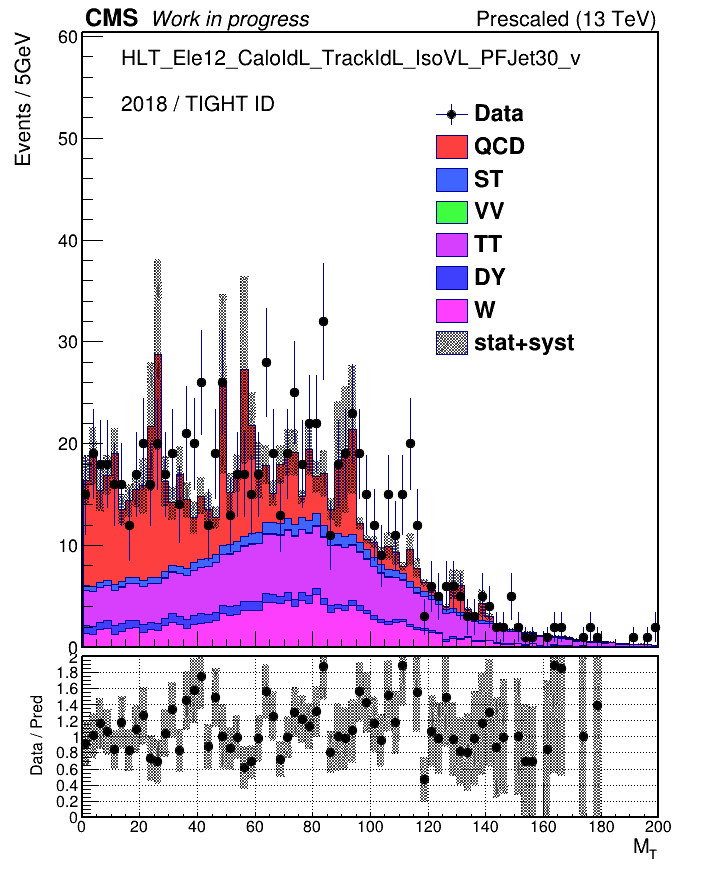 CMS Work in progress Prescaled (13 TeV)
Events / 5GeV
60
50
40
30
20
10
0
HLT_Ele12_CaloIdL_TrackIdL_IsoVL_PFJet30_v
2018 / TIGHT ID
Data
QCD
ST
VV
TT
DY
W
stat+syst
Data / Pred
2
1.8
1.6
1.4
1.2
1
0.8
0.6
0.4
0.2
0
0 20 40 60 80 100 120 140 160 180 200
M_T